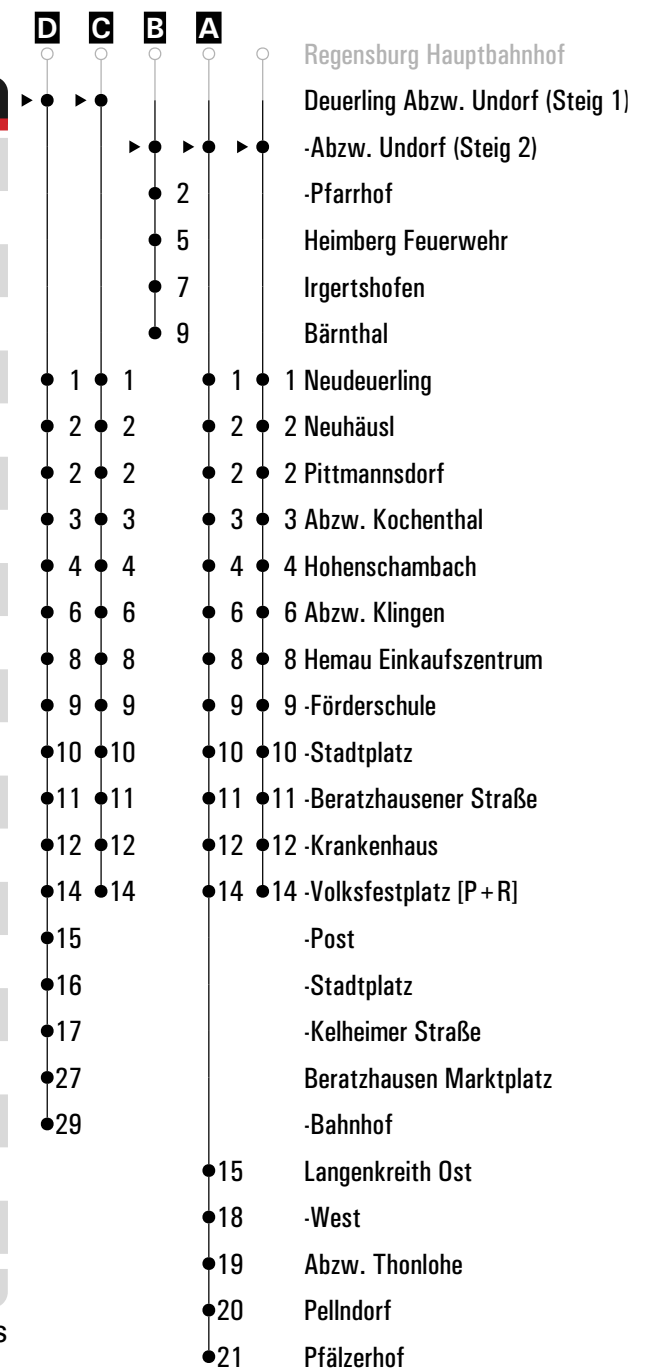 D C B A
Regensburg Hauptbahnhof
Deuerling Abzw. Undorf (Steig 1)
-Abzw. Undorf (Steig 2)
2 -Pfarrhof
5 Heimberg Feuerwehr
7 Irgertshofen
9 Bärnthal
1 1 1 1 Neudeuerling
2 2 2 2 Neuhäusl
2 2 2 2 Pittmannsdorf
3 3 3 3 Abzw. Kochenthal
4 4 4 4 Hohenschambach
6 6 6 6 Abzw. Klingen
8 8 8 8 Hemau Einkaufszentrum
9 9 9 9 -Förderschule
10 10 10 10 -Stadtplatz
11 11 11 11 -Beratzhausener Straße
12 12 12 12 -Krankenhaus
14 14 14 14 -Volksfestplatz [P+R]
15 -Post
16 -Stadtplatz
17 -Kelheimer Straße
27 Beratzhausen Marktplatz
29 -Bahnhof
15 Langenkreith Ost
18 -West
19 Abzw. Thonlohe
20 Pellndorf
s
21 Pfälzerhof